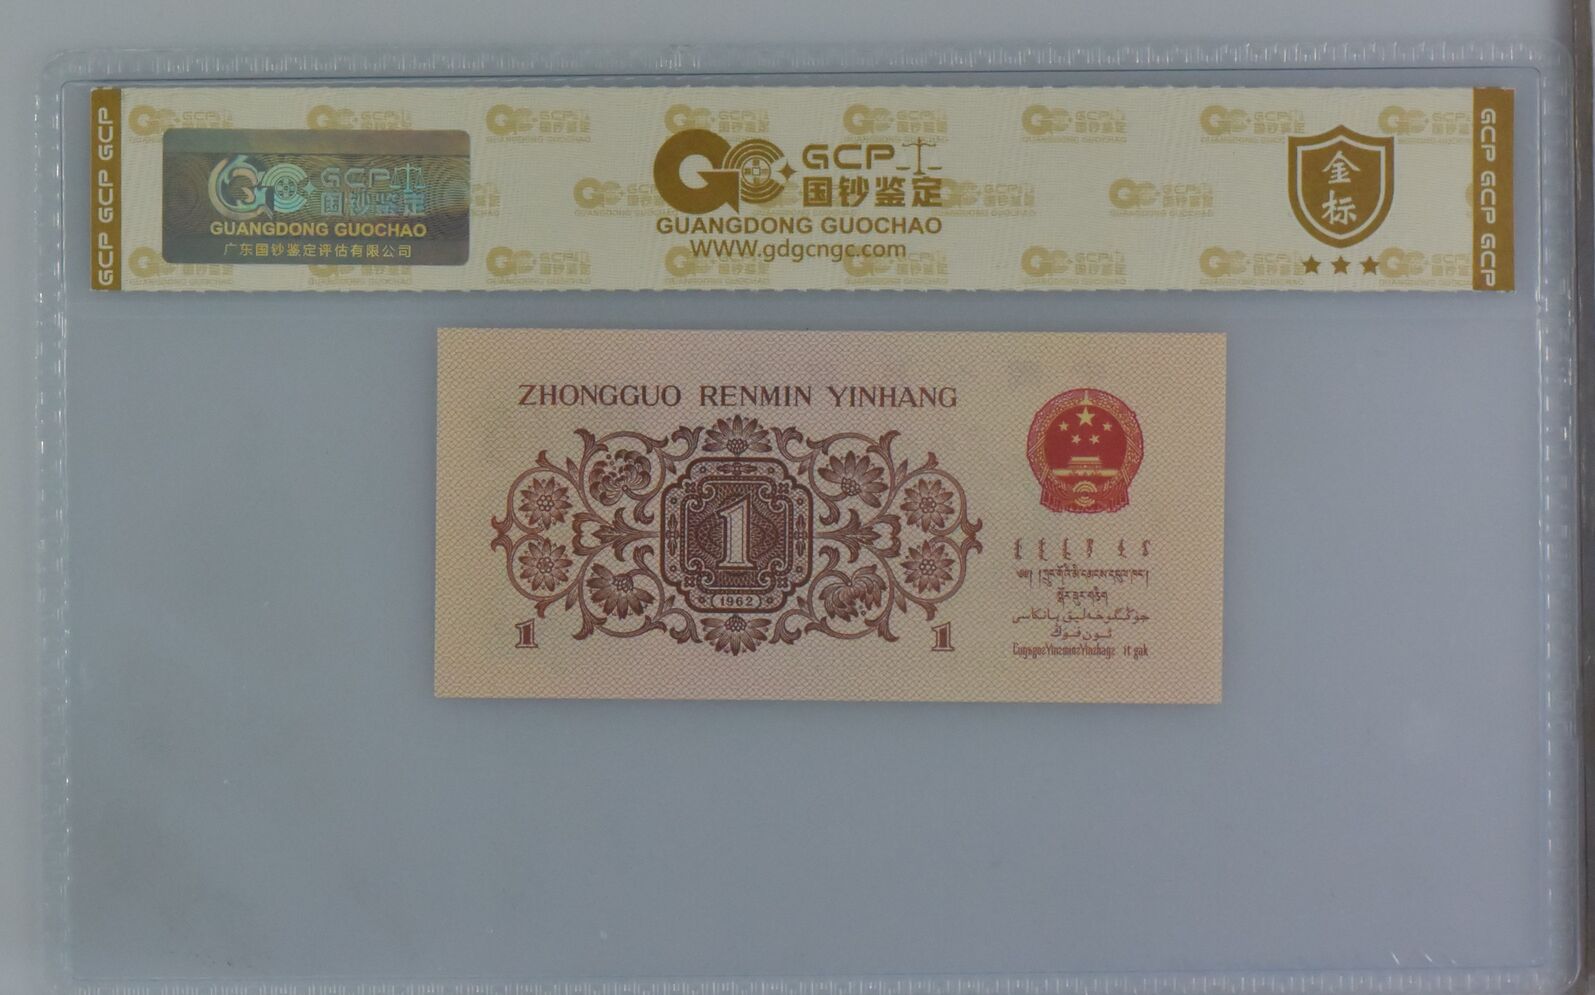 GCP GCP GCP
GCP
国钞鉴定
GUANGDONG GUOCHAO
广东国钞鉴定评估有限公司
GCP
国钞鉴定
GUANGDONG GUOCHAO
WWW.gdgcngc.com
金
标
GCP GCP GCP
ZHONGGUO RENMIN YINHANG
1
1962
1
1